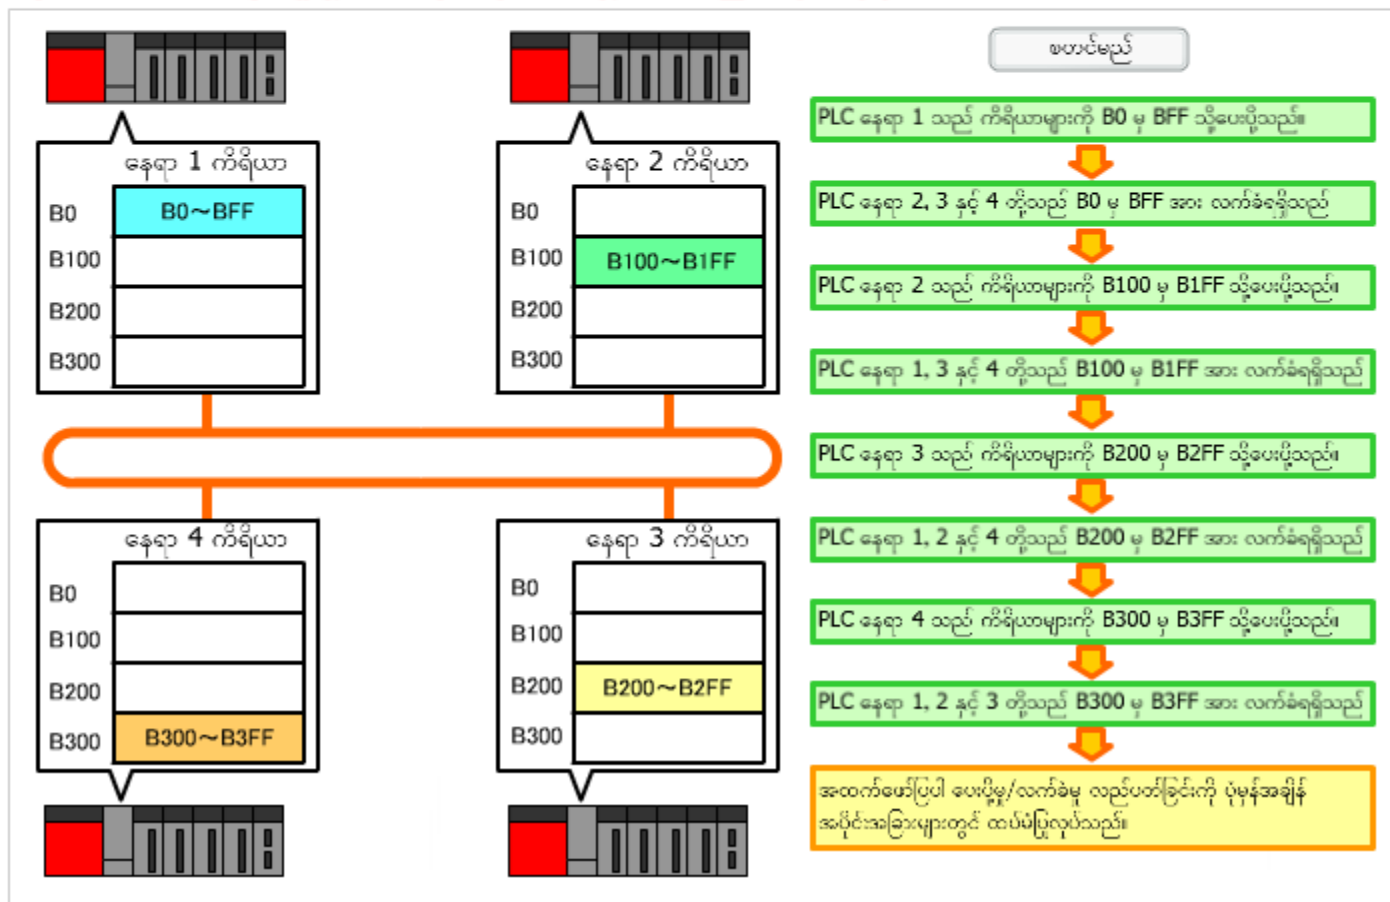 နေရာ 1 ကိရိယာ
B0
B0～BFF
B100
B200
B300
နေရာ 2 ကိရိယာ
B0
B100
B100～B1FF
B200
B300
နေရာ 4 ကိရိယာ
B0
B100
B200
B300
B300～B3FF
နေရာ 3 ကိရိယာ
B0
B100
B200
B200～B2FF
B300
စတင်မည်
PLC နေရာ 1 သည် ကိရိယာများကို B0 မှ BFF သို့ပေးပို့သည်။
PLC နေရာ 2, 3 နှင့် 4 တို့သည် B0 မှ BFF အား လက်ခံရရှိသည်
PLC နေရာ 2 သည် ကိရိယာများကို B100 မှ B1FF သို့ပေးပို့သည်။
PLC နေရာ 1, 3 နှင့် 4 တို့သည် B100 မှ B1FF အား လက်ခံရရှိသည်
PLC နေရာ 3 သည် ကိရိယာများကို B200 မှ B2FF သို့ပေးပို့သည်။
PLC နေရာ 1, 2 နှင့် 4 တို့သည် B200 မှ B2FF အား လက်ခံရရှိသည်
PLC နေရာ 4 သည် ကိရိယာများကို B300 မှ B3FF သို့ပေးပို့သည်။
PLC နေရာ 1, 2 နှင့် 3 တို့သည် B300 မှ B3FF အား လက်ခံရရှိသည်
အထက်ဖော်ပြပါ ပေးပို့မှု/လက်ခံမှု လည်ပတ်ခြင်းကို ပုံမှန်အချိန်
အပိုင်းအခြားများတွင် ထပ်မံပြုလုပ်သည်။